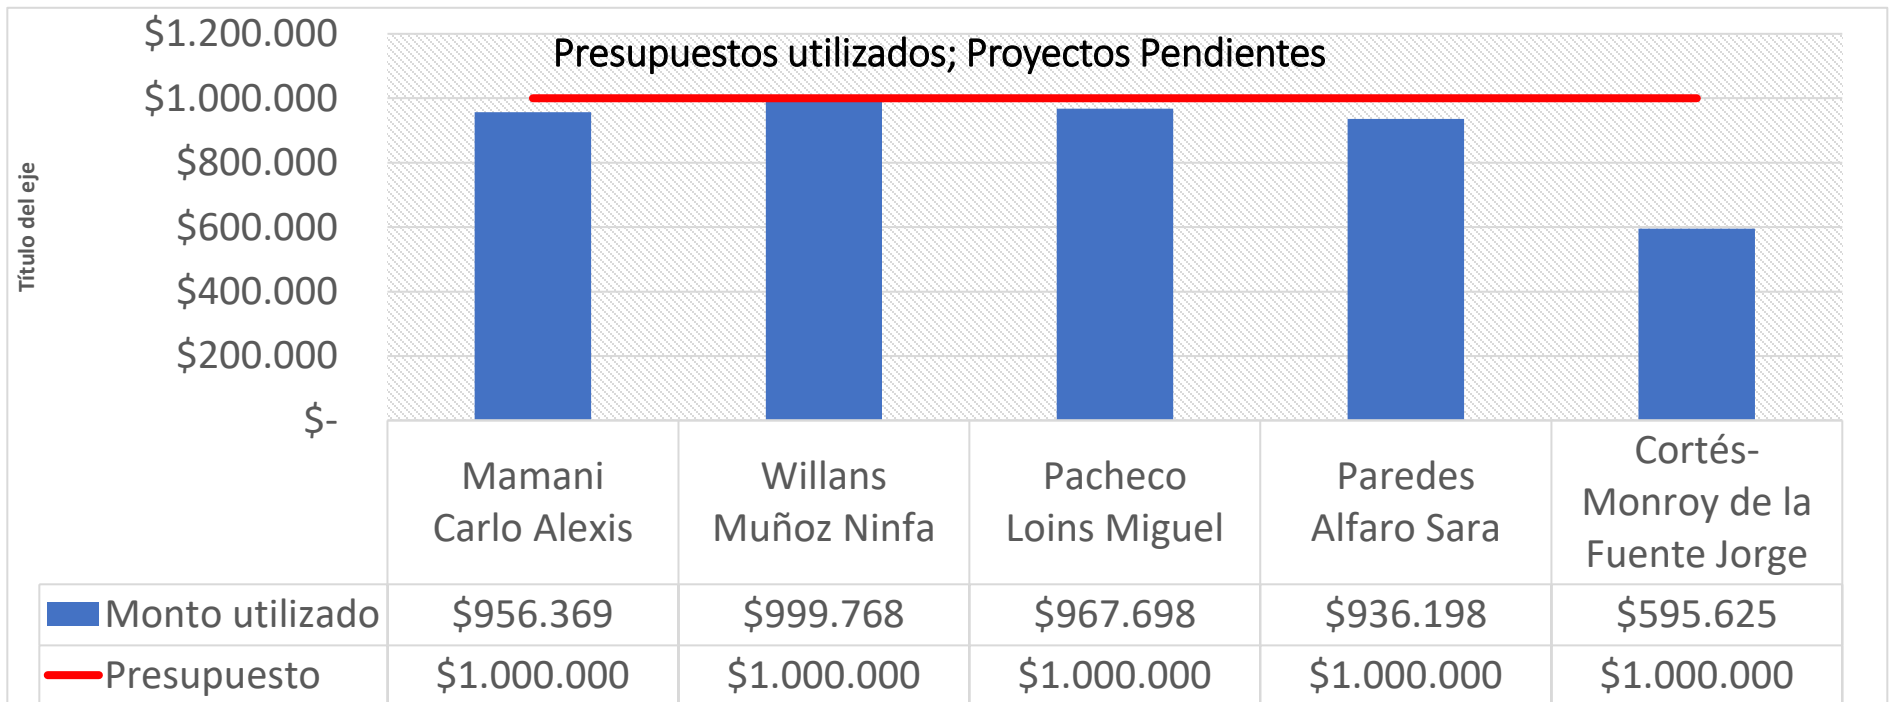 Presupuestos utilizados; Proyectos Pendientes
Título del eje
$1.200.000
$1.000.000
$800.000
$600.000
$400.000
$200.000
$-
Mamani
Carlo Alexis
Willans
Muñoz Ninfa
Pacheco
Loins Miguel
Paredes
Alfaro Sara
Cortés-
Monroy de la
Fuente Jorge
Monto utilizado $956.369 $999.768 $967.698 $936.198 $595.625
Presupuesto $1.000.000 $1.000.000 $1.000.000 $1.000.000 $1.000.000